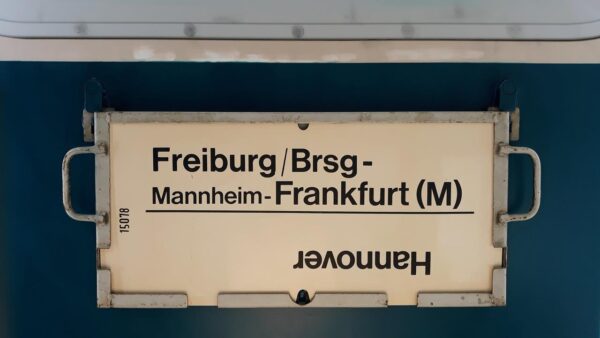 Freiburg/Brsg-
Mannheim-Frankfurt (M)
15078
Hannover